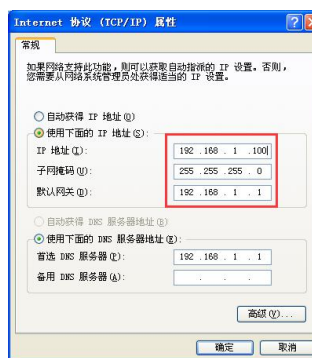 Internet 协议 (TCP/IP) 属性
常规
如果网络支持此功能，则可以获取自动指派的 IP 设置。否则，
您需要从网络系统管理员处获得适当的 IP 设置。
自动获得 IP 地址(O)
使用下面的 IP 地址(S):
IP 地址(I): 192 .168 . 1 .100
子网掩码(U): 255 .255 .255 . 0
默认网关(D): 192 .168 . 1 . 1
自动获得 DNS 服务器地址(B)
使用下面的 DNS 服务器地址(E):
首选 DNS 服务器(P): 192 .168 . 1 . 1
备用 DNS 服务器(A): . . .
高级(V)...
确定 取消